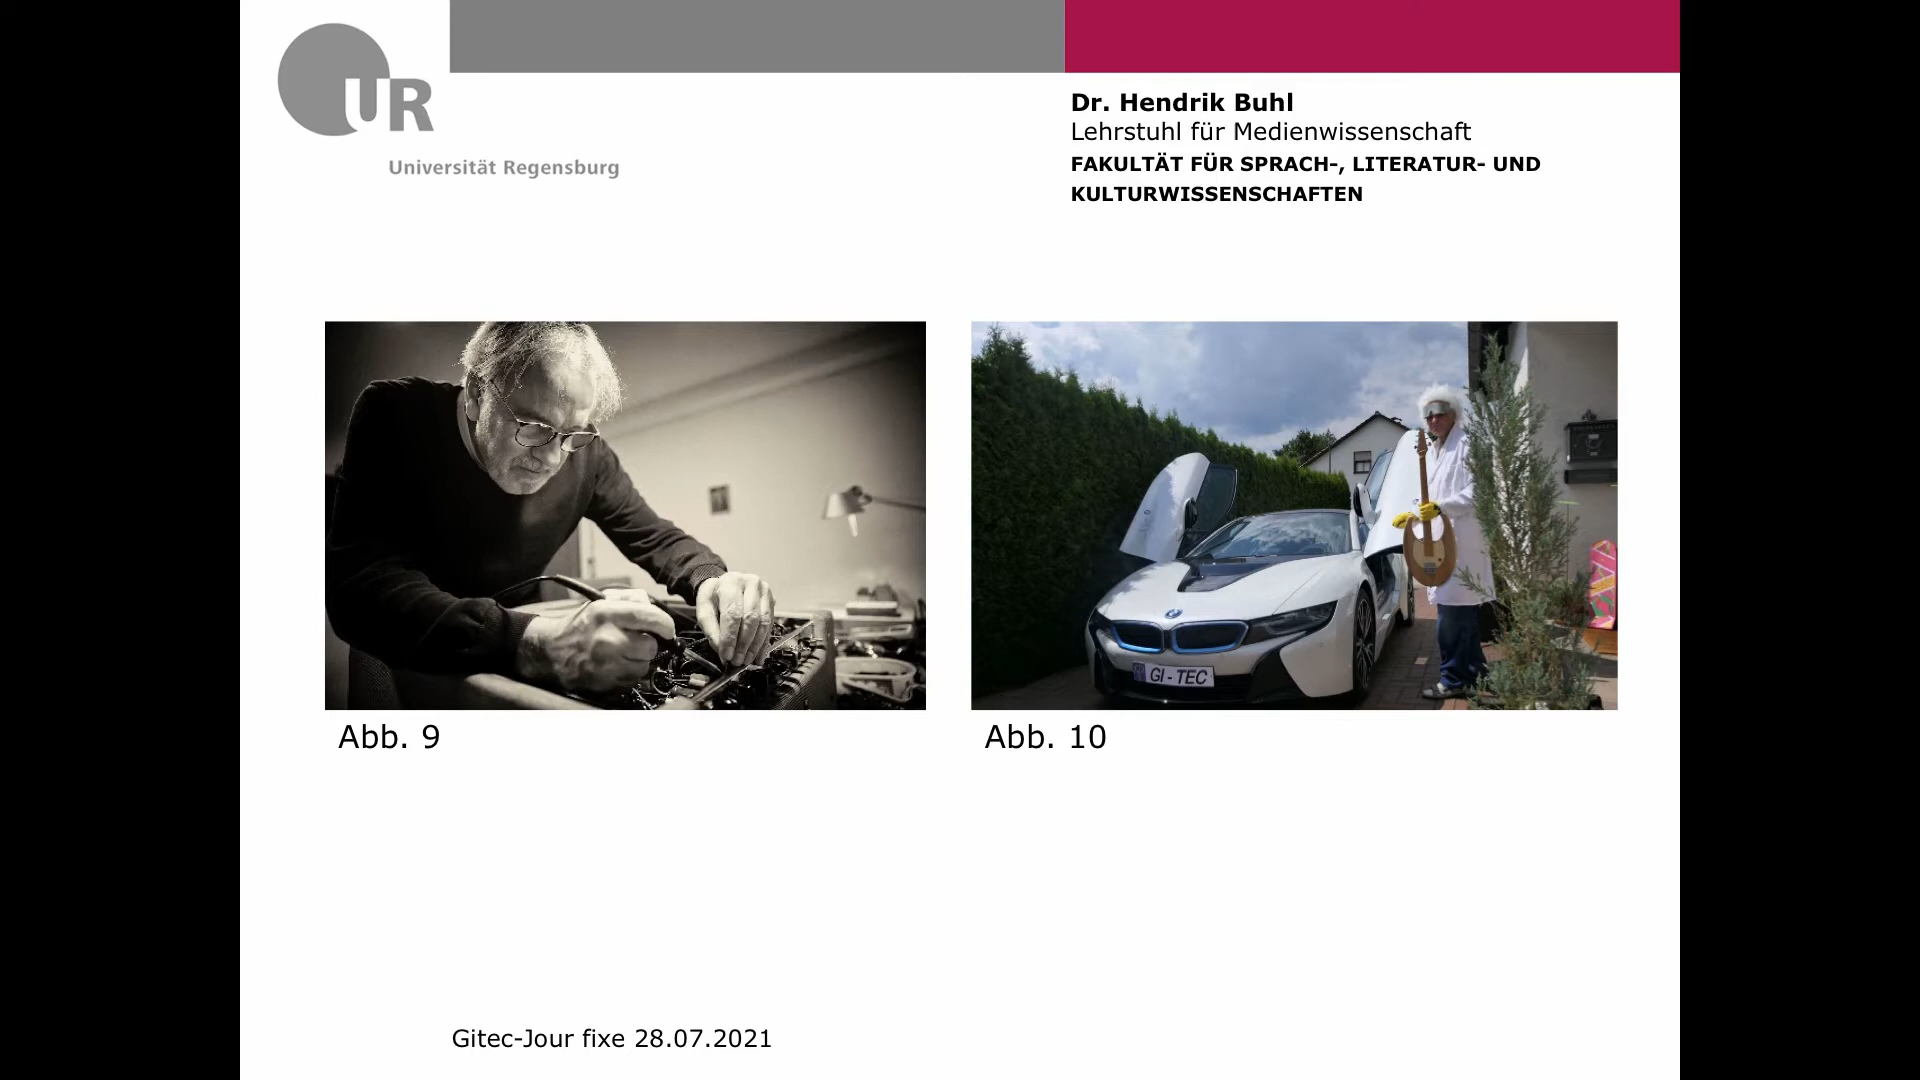 UR
Universität Regensburg
Dr. Hendrik Buhl
Lehrstuhl für Medienwissenschaft
FAKULTÄT FÜR SPRACH-, LITERATUR- UND
KULTURWISSENSCHAFTEN
GI - TEC
Abb. 9
Abb. 10
Gitec-Jour fixe 28.07.2021